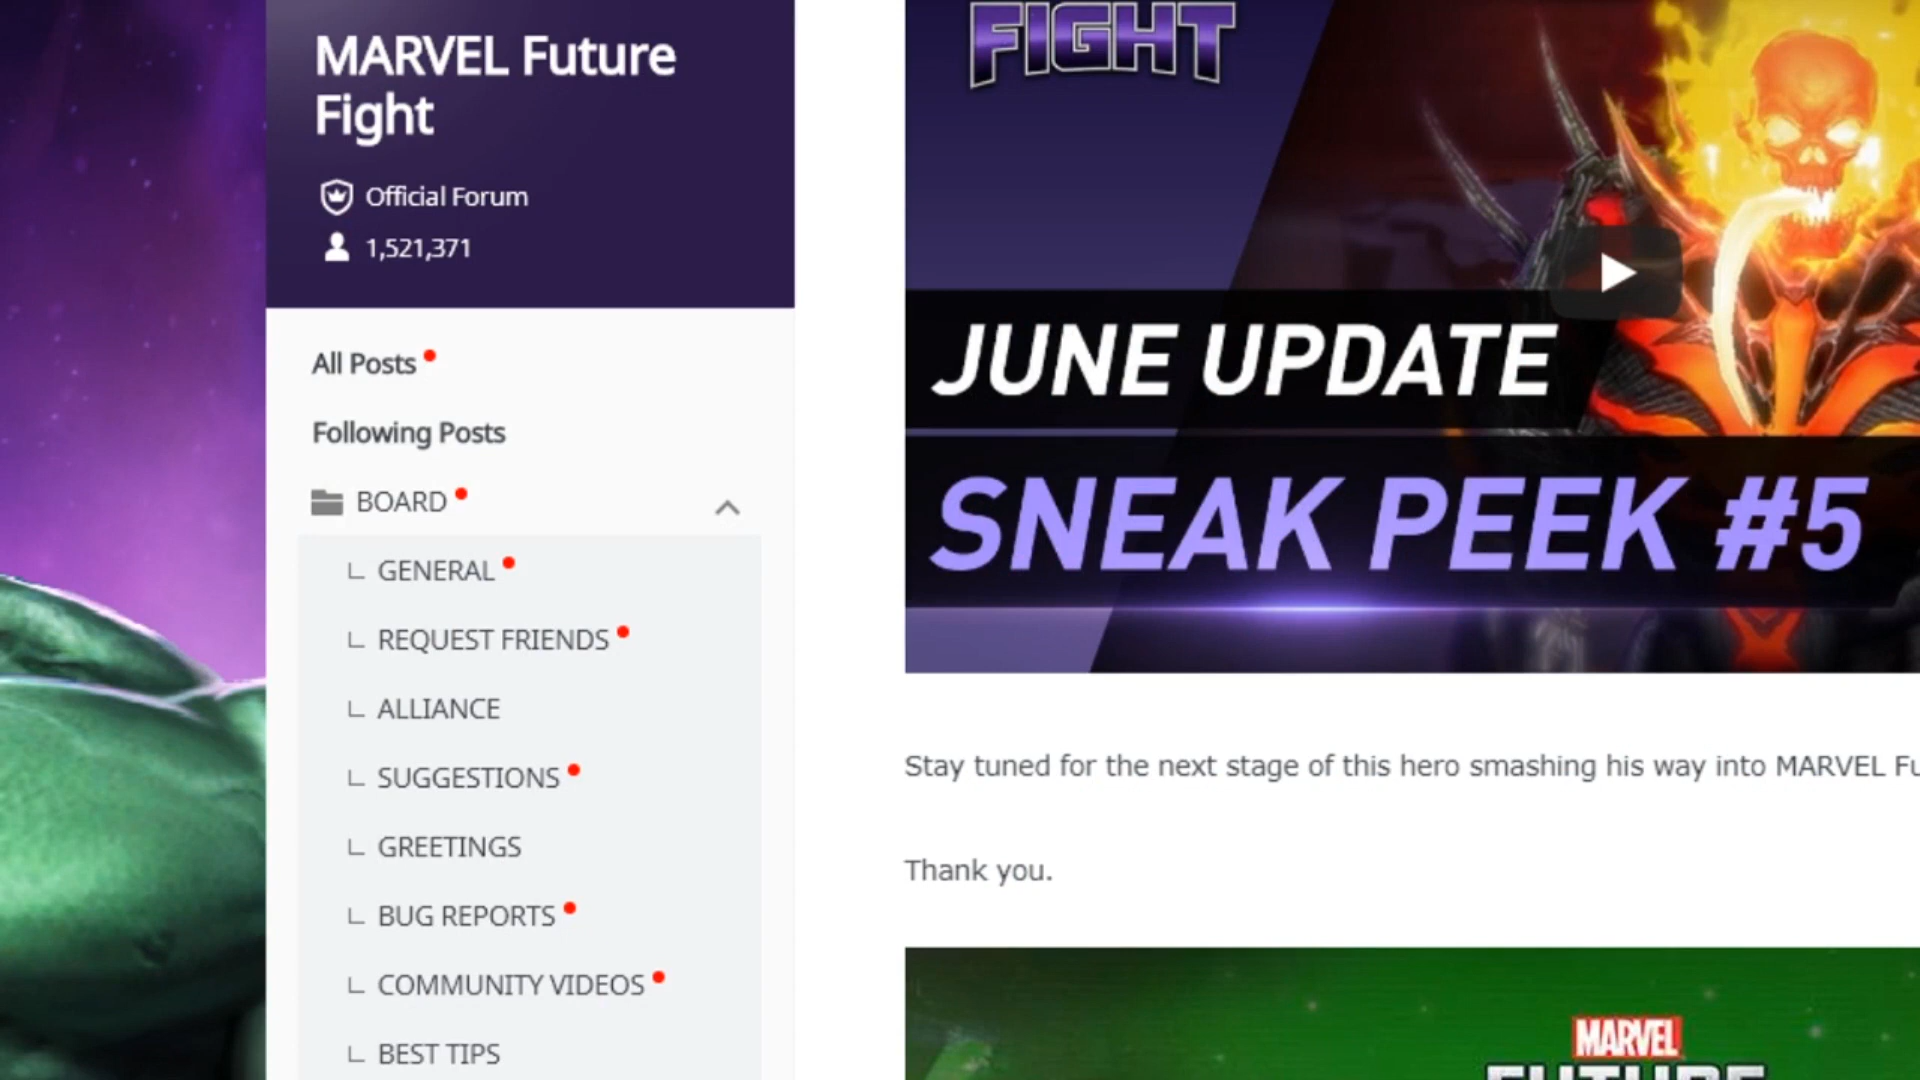 MARVEL Future
Fight
Official Forum
1,521,371
All Posts
Following Posts
BOARD
GENERAL
REQUEST FRIENDS
ALLIANCE
SUGGESTIONS
GREETINGS
BUG REPORTS
COMMUNITY VIDEOS
BEST TIPS
FIGHT
JUNE UPDATE
SNEAK PEEK #5
Stay tuned for the next stage of this hero smashing his way into MARVEL
Thank you.
MARVEL
FUTURE